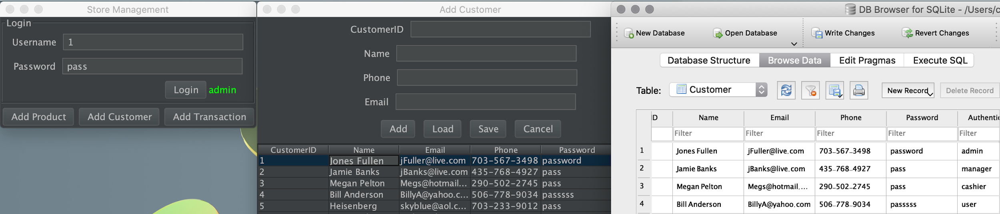 Store Management
Login
Username 1
Password pass
Login admin
Add Product Add Customer Add Transaction
Add Customer
CustomerID
Name
Phone
Email
Add Load Save Cancel
CustomerID Name Email Phone Password
1 Jones Fullen jFuller@live.com 703-567-3498 password
2 Jamie Banks jBanks@live.com 435-768-4927 pass
3 Megan Pelton Megs@hotmail... 290-502-2745 pass
4 Bill Anderson BillyA@yahoo.c... 506-778-9034 passsss
5 Heisenberg skyblue@aol.c... 703-233-9012 pass
DB Browser for SQLite - /Users/c
New Database Open Database Write Changes Revert Changes
Database Structure Browse Data Edit Pragmas Execute SQL
Table: Customer New Record Delete Record
ID Name Email Phone Password Authentic
Filter Filter Filter Filter Filter
1 Jones Fullen jFuller@live.com 703-567-3498 password admin
2 Jamie Banks jBanks@live.com 435-768-4927 pass manager
3 Megan Pelton Megs@hotmail.... 290-502-2745 pass cashier
4 Bill Anderson BillyA@yahoo.com 506-778-9034 passsss user